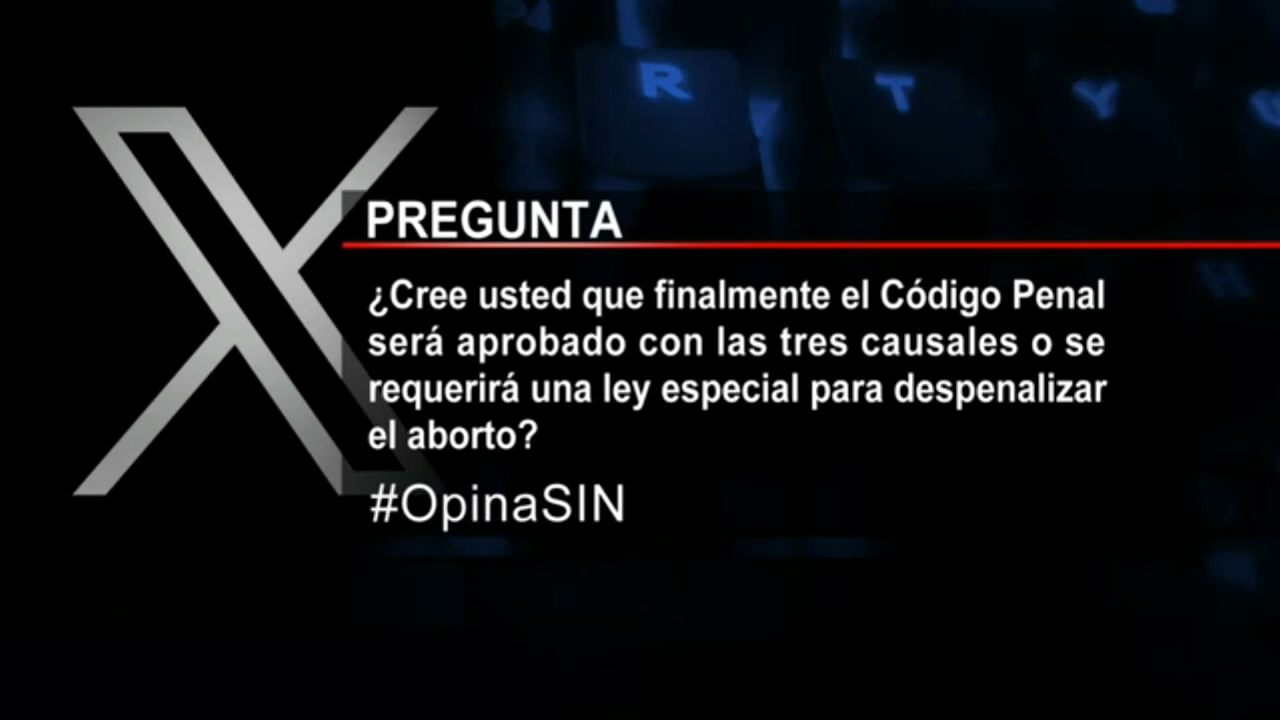 R T Y
PREGUNTA
¿Cree usted que finalmente el Código Penal
será aprobado con las tres causales o se
requerirá una ley especial para despenalizar
el aborto?
#OpinaSIN